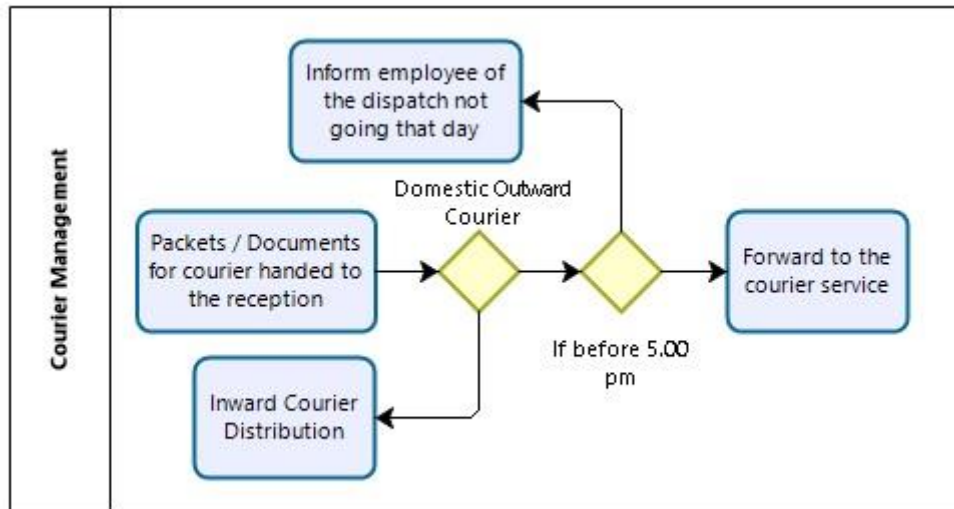 Courier Management
Inform employee of
the dispatch not
going that day
Domestic Outward
Courier
Packets / Documents
for courier handed to
the reception
Forward to the
courier service
If before 5.00
pm
Inward Courier
Distribution